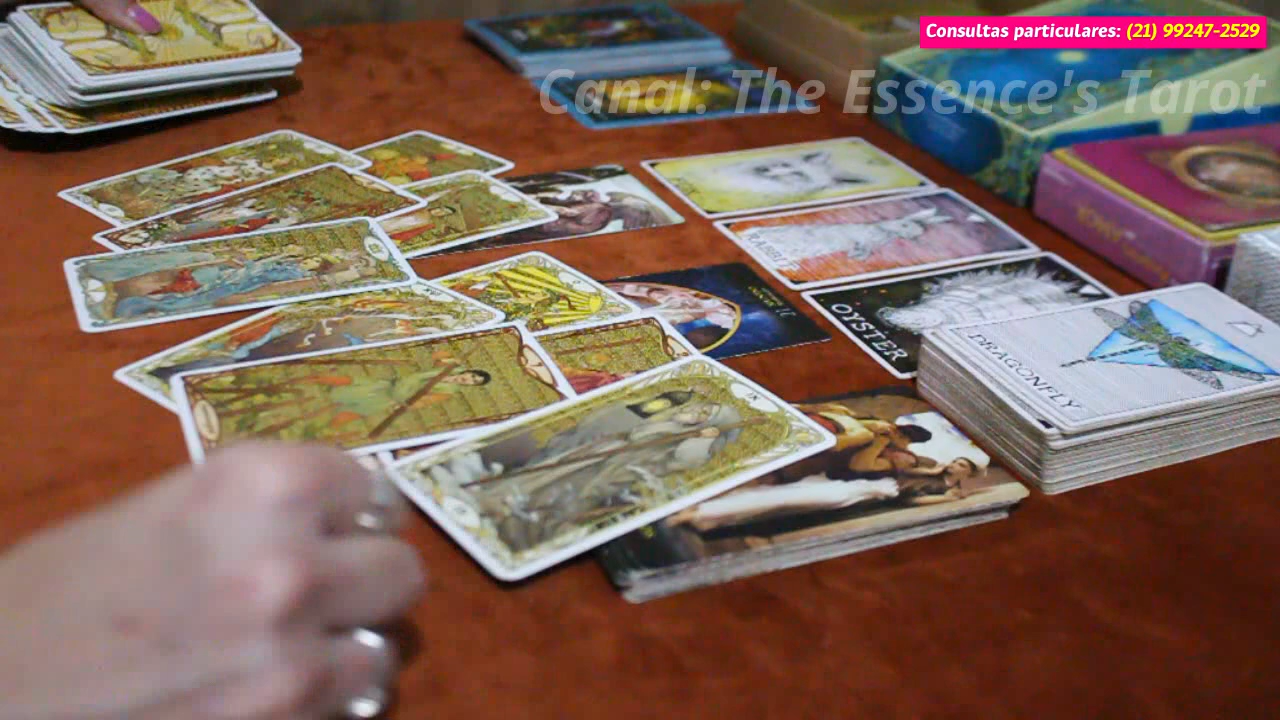 Consultas particulares: (21) 99247-2529
Canal: The Essence's Tarot
RABBIT
OYSTER
DRAGONFLY